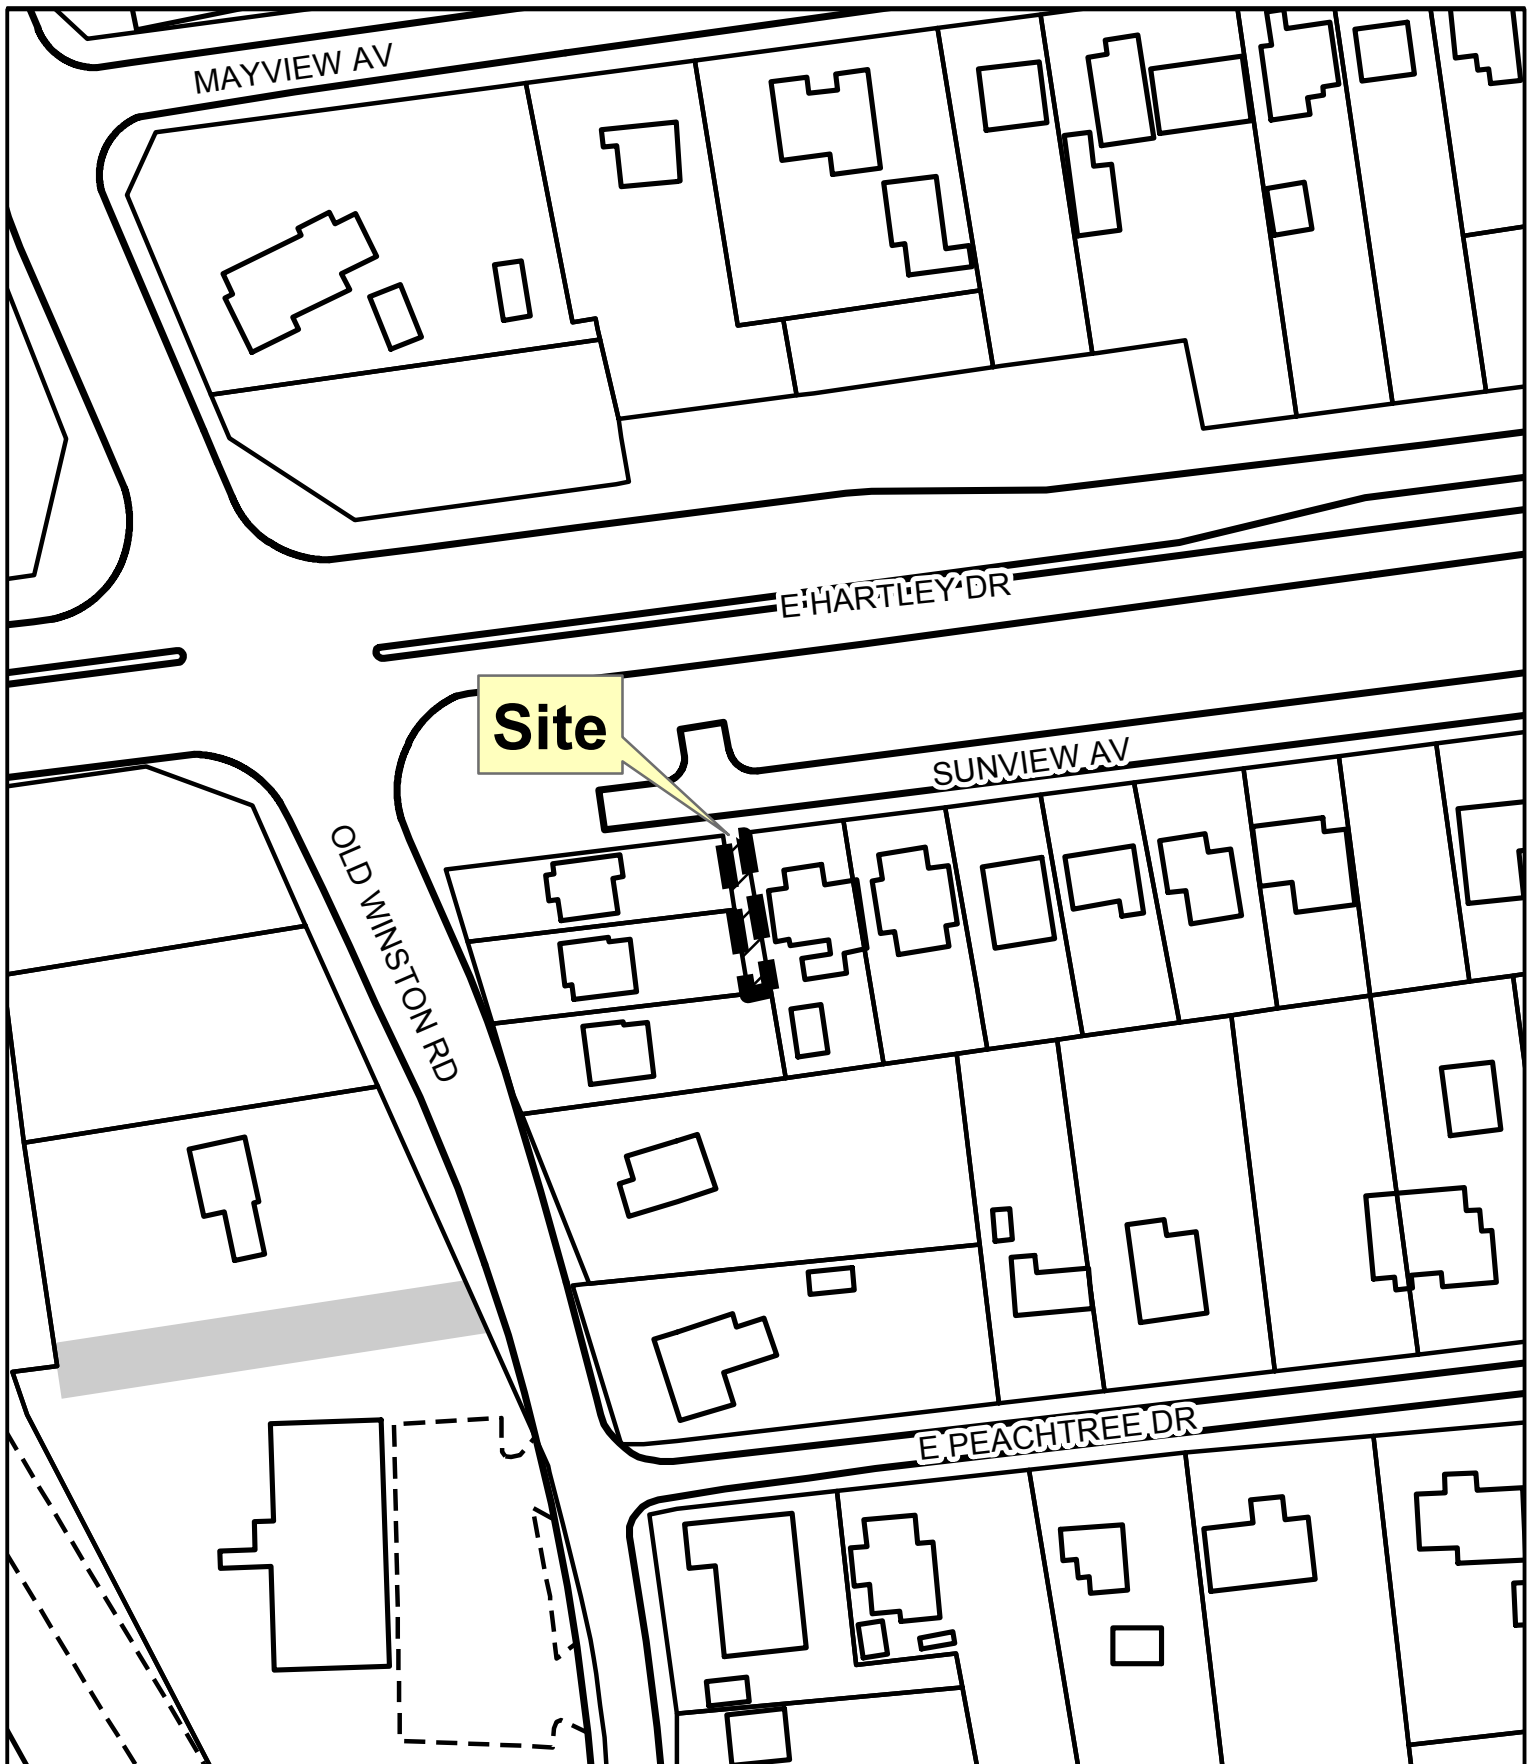 MAYVIEW AV
E HARTLEY DR
Site
SUNVIEW AV
OLD WINSTON RD
E PEACHTREE DR